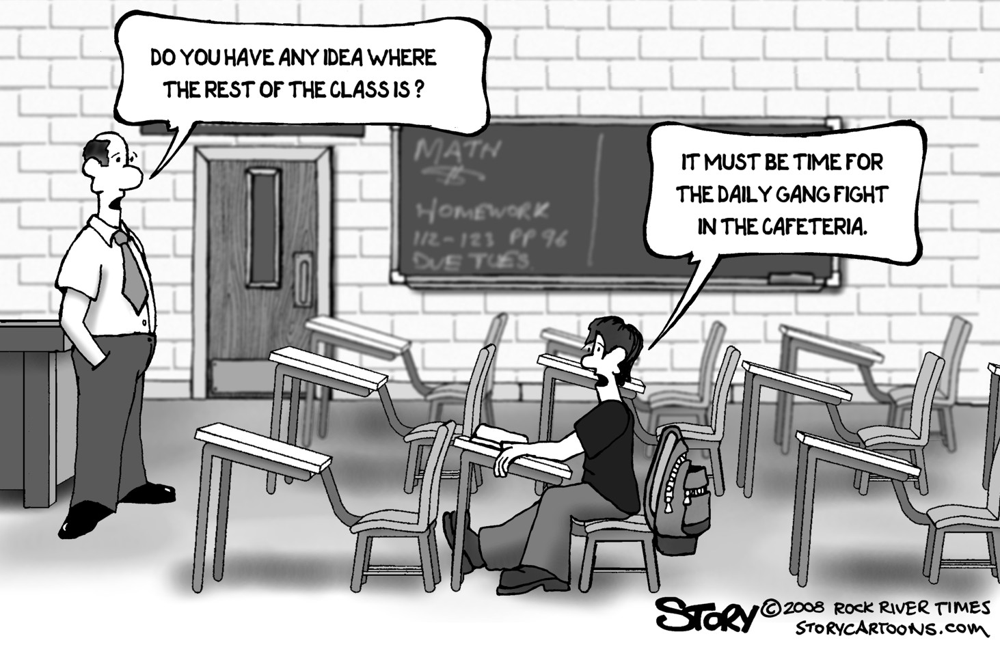 DO YOU HAVE ANY IDEA WHERE
THE REST OF THE CLASS IS?
IT MUST BE TIME FOR
THE DAILY GANG FIGHT
IN THE CAFETERIA.
MATH
HOMEWORK
112-123 PP 96
DUE TUES.
STORY ©2008 ROCK RIVER TIMES
STORYCARTOONS.COM